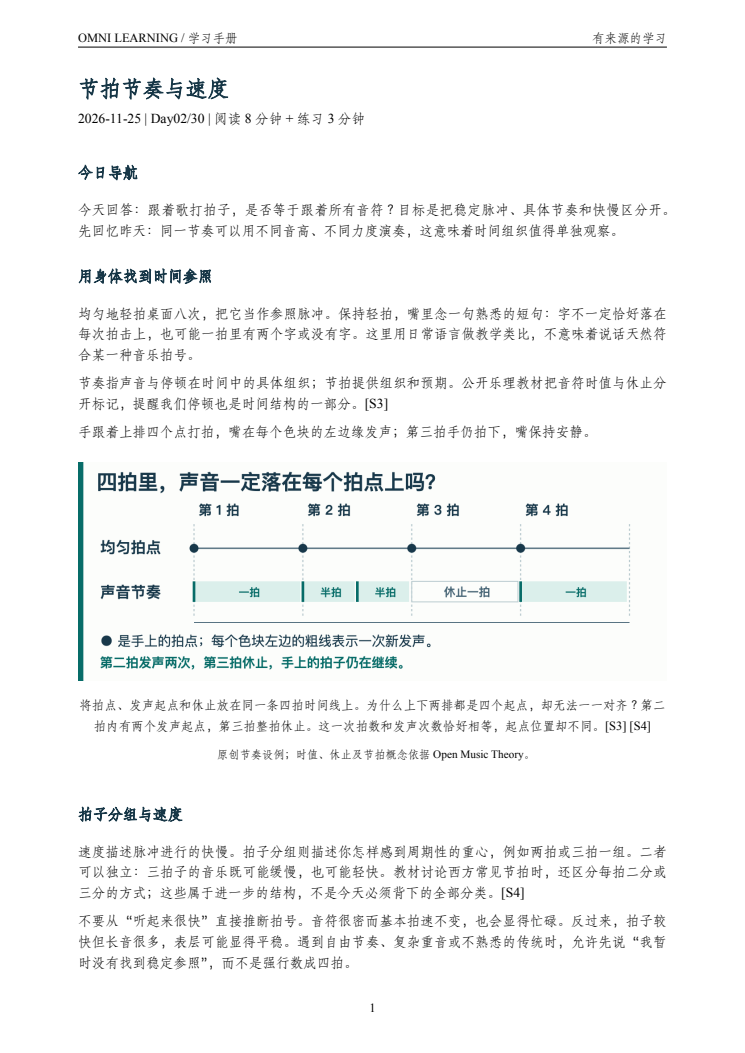 OMNI LEARNING / 学习手册
有来源的学习
节拍节奏与速度
2026-11-25 | Day02/30 | 阅读 8 分钟 + 练习 3 分钟
今日导航
今天回答：跟着歌打拍子，是否等于跟着所有音符？目标是把稳定脉冲、具体节奏和快慢区分开。
先回忆昨天：同一节奏可以用不同音高、不同力度演奏，这意味着时间组织值得单独观察。
用身体找到时间参照
均匀地轻拍桌面八次，把它当作参照脉冲。保持轻拍，嘴里念一句熟悉的短句：字不一定恰好落在
每次拍击上，也可能一拍里有两个字或没有字。这里用日常语言做教学类比，不意味着说话天然符
合某一种音乐拍号。
节奏指声音与停顿在时间中的具体组织；节拍提供组织和预期。公开乐理教材把音符时值与休止分
开标记，提醒我们停顿也是时间结构的一部分。[S3]
手跟着上排四个点打拍，嘴在每个色块的左边缘发声；第三拍手仍拍下，嘴保持安静。
四拍里，声音一定落在每个拍点上吗？
第 1 拍 第 2 拍 第 3 拍 第 4 拍
均匀拍点
声音节奏 一拍 半拍 半拍 休止一拍 一拍
● 是手上的拍点；每个色块左边的粗线表示一次新发声。
第二拍发声两次，第三拍休止，手上的拍子仍在继续。
将拍点、发声起点和休止放在同一条四拍时间线上。为什么上下两排都是四个起点，却无法一一对齐？第二
拍内有两个发声起点，第三拍整拍休止。这一次拍数和发声次数恰好相等，起点位置却不同。[S3] [S4]
原创节奏设例；时值、休止及节拍概念依据 Open Music Theory。
拍子分组与速度
速度描述脉冲进行的快慢。拍子分组则描述你怎样感到周期性的重心，例如两拍或三拍一组。二者
可以独立：三拍子的音乐既可能缓慢，也可能轻快。教材讨论西方常见节拍时，还区分每拍二分或
三分的方式；这些属于进一步的结构，不是今天必须背下的全部分类。[S4]
不要从“听起来很快”直接推断拍号。音符很密而基本拍速不变，也会显得忙碌。反过来，拍子较
快但长音很多，表层可能显得平稳。遇到自由节奏、复杂重音或不熟悉的传统时，允许先说“我暂
时没有找到稳定参照”，而不是强行数成四拍。
1